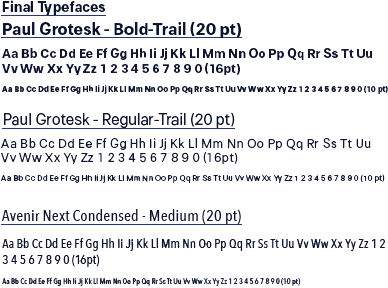 Final Typefaces
Paul Grotesk - Bold-Trail (20 pt)
Aa Bb Cc Dd Ee Ff Gg Hh Ii Jj Kk Ll Mm Nn Oo Pp Qq Rr Ss Tt Uu
Vv Ww Xx Yy Zz 1 2 3 4 5 6 7 8 9 0 (16pt)
Aa Bb Cc Dd Ee Ff Gg Hh Ii Jj Kk Ll Mm Nn Oo Pp Qq Rr Ss Tt Uu Vv Ww Xx Yy Zz 1 2 3 4 5 6 7 8 9 0 (10 pt)
Paul Grotesk - Regular-Trail (20 pt)
Aa Bb Cc Dd Ee Ff Gg Hh Ii Jj Kk Ll Mm Nn Oo Pp Qq Rr Ss Tt Uu
Vv Ww Xx Yy Zz 1 2 3 4 5 6 7 8 9 0 (16pt)
Aa Bb Cc Dd Ee Ff Gg Hh Ii Jj Kk Ll Mm Nn Oo Pp Qq Rr Ss Tt Uu Vv Ww Xx Yy Zz 1 2 3 4 5 6 7 8 9 0 (10 pt)
Avenir Next Condensed - Medium (20 pt)
Aa Bb Cc Dd Ee Ff Gg Hh Ii Jj Kk Ll Mm Nn Oo Pp Qq Rr Ss Tt Uu Vv Ww Xx Yy Zz 1 2
3 4 5 6 7 8 9 0 (16pt)
Aa Bb Cc Dd Ee Ff Gg Hh Ii Jj Kk Ll Mm Nn Oo Pp Qq Rr Ss Tt Uu Vv Ww Xx Yy Zz 1 2 3 4 5 6 7 8 9 0 (10 pt)